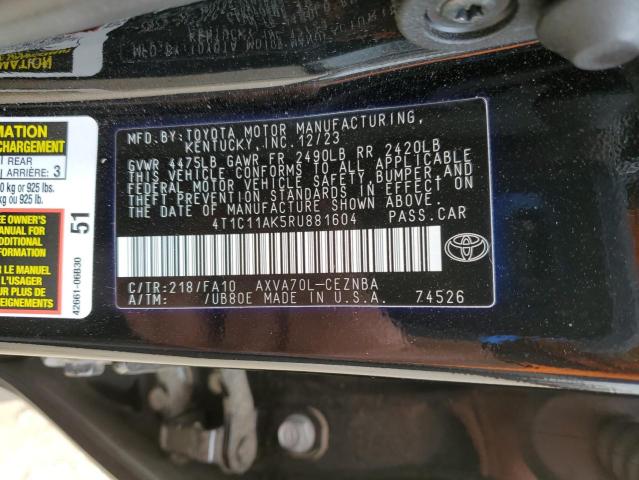 MFD.BY:TOYOTA MOTOR MANUFACTURING,
KENTUCKY,INC.12/23
GVWR 4475LB GAWR FR 2490LB RR 2420LB
THIS VEHICLE CONFORMS TO ALL APPLICABLE
FEDERAL MOTOR VEHICLE SAFETY,BUMPER,AND
THEFT PREVENTION STANDARDS IN EFFECT ON
THE DATE OF MANUFACTURE SHOWN ABOVE.
4T1C11AK5RU881604 PASS.CAR
C/TR:218/FA10 AXVA70L-CEZNBA
A/TM: /UB80E MADE IN U.S.A. 74526
TOYOTA
MATION
CHARGEMENT
REAR
ARRIÈRE: 3
kg or 925 lbs.
kg ou 925 lb.
EE OWNER'S
MANUAL FOR
ADDITIONAL
R LE MANUEL
L'USAGER
51
42661-06B30